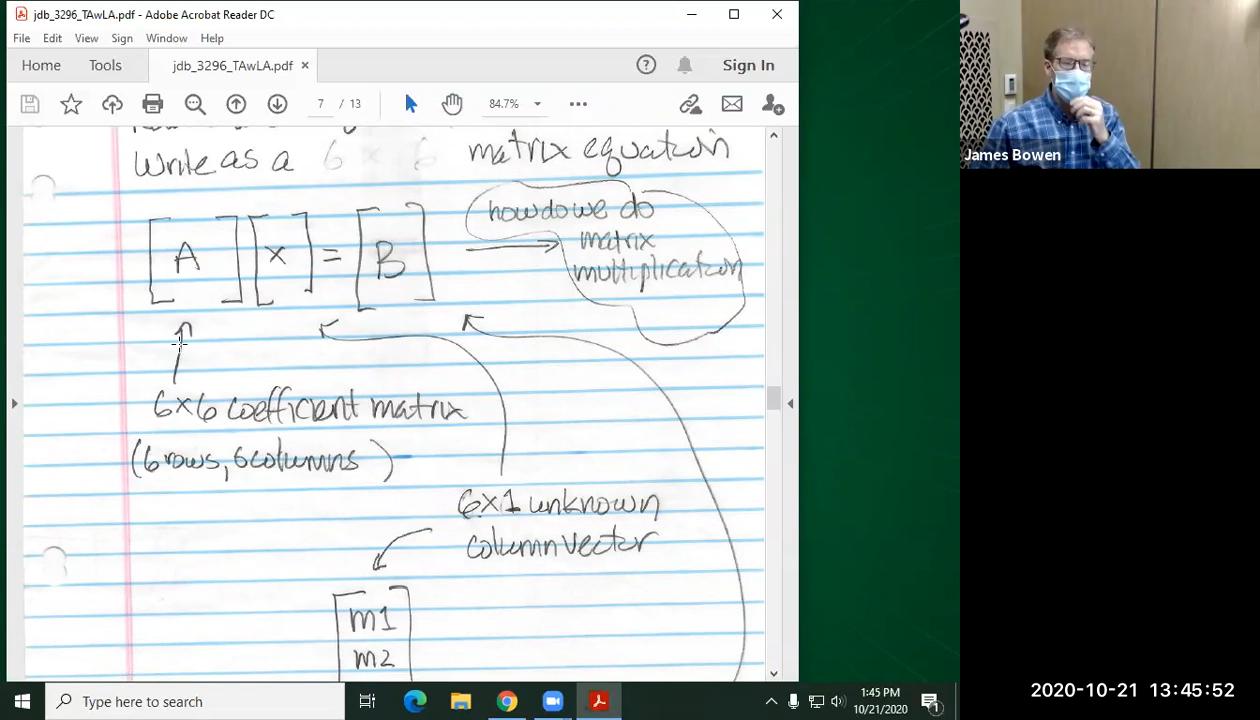 jdb_3296_TAwLA.pdf - Adobe Acrobat Reader DC
File Edit View Sign Window Help
Home Tools jdb_3296_TAwLA.pdf × Sign In
7 / 13 84.7%
Write as a 6 × 6 matrix equation
[A] [x] = [B]
how do we do
matrix
multiplication
6×6 coefficient matrix
(6 rows, 6 columns )
6×1 unknown
column vector
m1
m2
James Bowen
Type here to search
1:45 PM
10/21/2020
1
2020-10-21 13:45:52